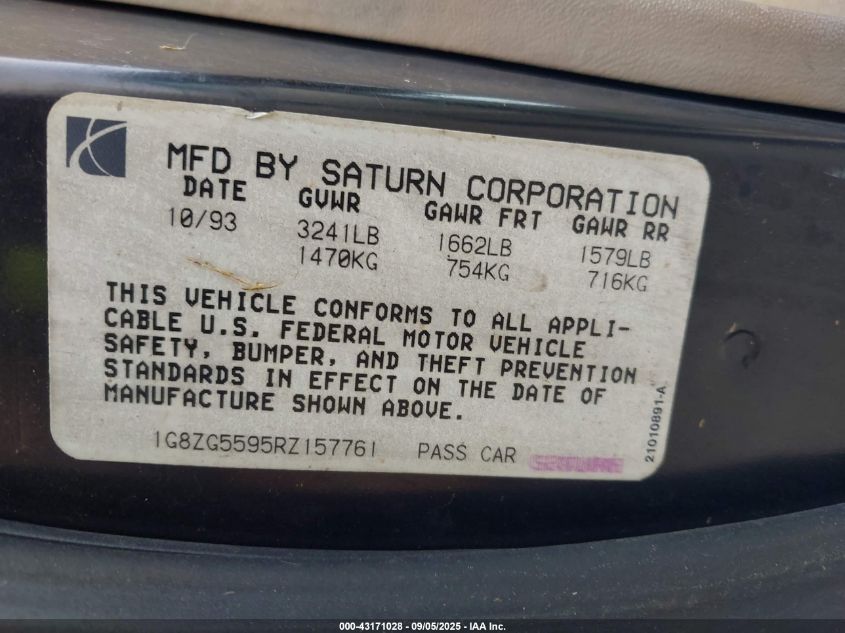 MFD BY SATURN CORPORATION
DATE GVWR GAWR FRT GAWR RR
10/93 3241LB 1662LB 1579LB
1470KG 754KG 716KG
THIS VEHICLE CONFORMS TO ALL APPLI-
CABLE U.S. FEDERAL MOTOR VEHICLE
SAFETY, BUMPER, AND THEFT PREVENTION
STANDARDS IN EFFECT ON THE DATE OF
MANUFACTURE SHOWN ABOVE.
1G8ZG5595RZ157761 PASS CAR
21010891-A
000-43171028 - 09/05/2025 - IAA Inc.